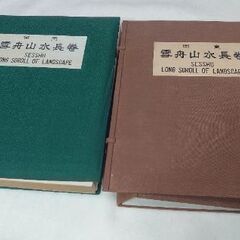 雪舟山水長巻
SESSHU
LONG SCROLL OF LANDSCAPE
雪舟山水長巻
SESSHU
LONG SCROLL OF LANDSCAPE